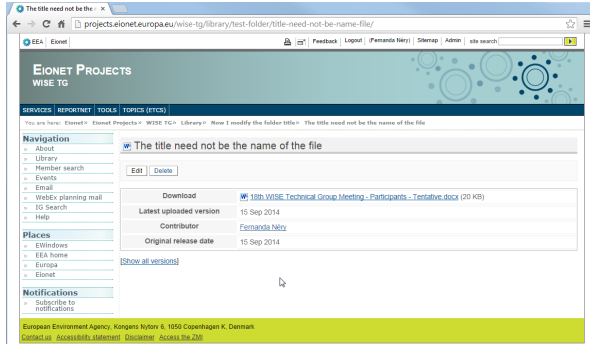 The title need not be the n
projects.eionet.europa.eu/wise-tg/library/test-folder/title-need-not-be-name-file/
EEA Eionet
Feedback Logout (Fernanda Néry) Sitemap Admin site search
EIONET PROJECTS
WISE TG
SERVICES REPORTNET TOOLS TOPICS (ETCS)
You are here: Eionet» Eionet Projects» WISE TG» Library» Now I modify the folder title» The title need not be the name of the file
Navigation
» About
» Library
» Member search
» Events
» Email
» WebEx planning mail
» IG Search
» Help
Places
» EWindows
» EEA home
» Europa
» Eionet
Notifications
» Subscribe to
notifications
The title need not be the name of the file
Edit Delete
Download 18th WISE Technical Group Meeting - Participants - Tentative.docx (20 KB)
Latest uploaded version 15 Sep 2014
Contributor Fernanda Néry
Original release date 15 Sep 2014
[Show all versions]
European Environment Agency, Kongens Nytorv 6, 1050 Copenhagen K, Denmark
Contact us Accessibility statement Disclaimer Access the ZMI